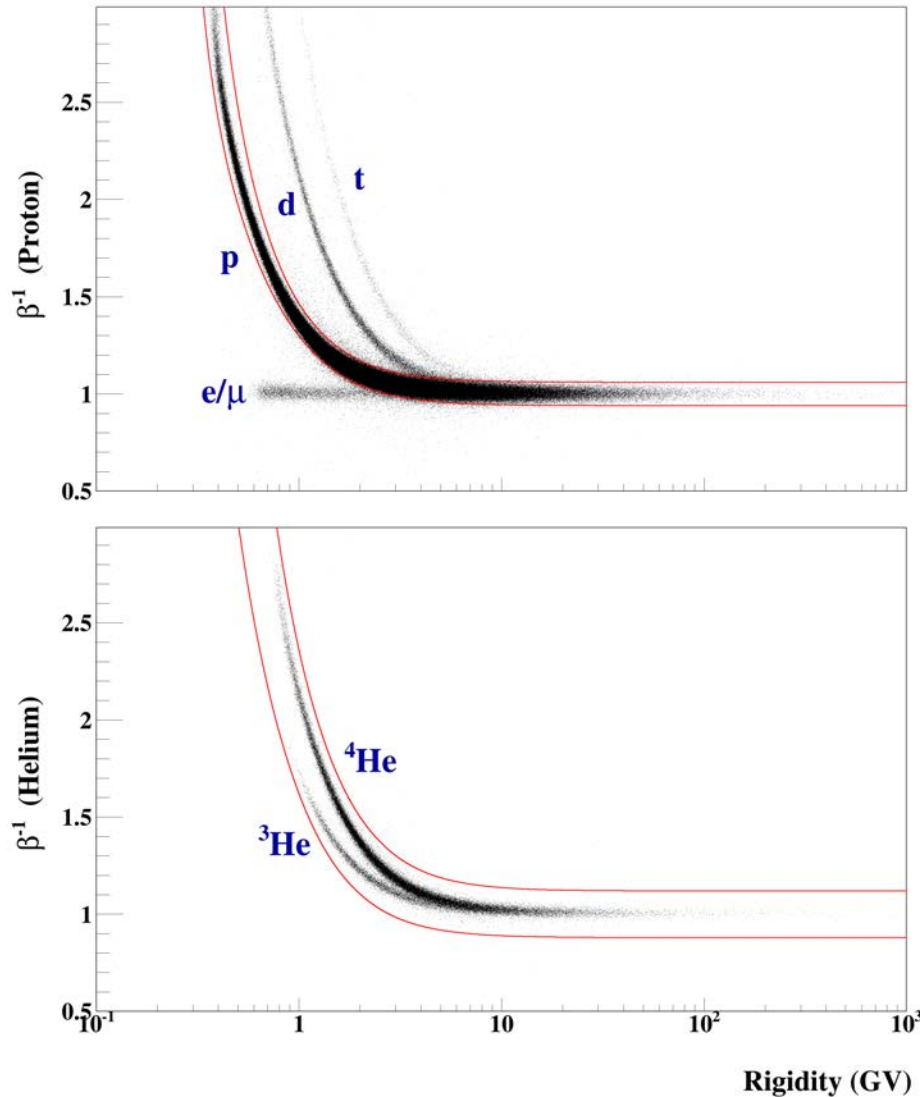 β⁻¹ (Proton)
2.5
2
1.5
1
0.5
t
d
p
e/μ
β⁻¹ (Helium)
2.5
2
1.5
1
0.5
⁴He
³He
10⁻¹ 1 10 10² 10³
Rigidity (GV)